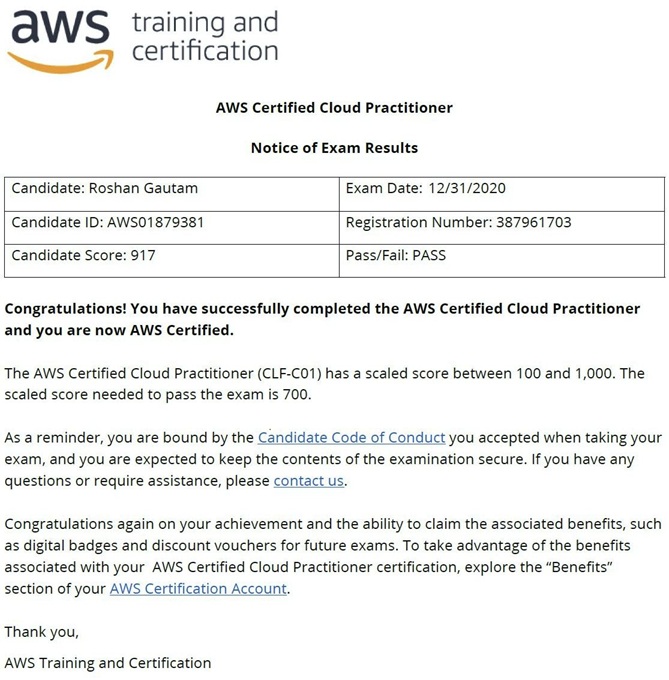 aws training and
certification
AWS Certified Cloud Practitioner
Notice of Exam Results
Candidate: Roshan Gautam
Exam Date: 12/31/2020
Candidate ID: AWS01879381
Registration Number: 387961703
Candidate Score: 917
Pass/Fail: PASS
Congratulations! You have successfully completed the AWS Certified Cloud Practitioner
and you are now AWS Certified.
The AWS Certified Cloud Practitioner (CLF-C01) has a scaled score between 100 and 1,000. The
scaled score needed to pass the exam is 700.
As a reminder, you are bound by the Candidate Code of Conduct you accepted when taking your
exam, and you are expected to keep the contents of the examination secure. If you have any
questions or require assistance, please contact us.
Congratulations again on your achievement and the ability to claim the associated benefits, such
as digital badges and discount vouchers for future exams. To take advantage of the benefits
associated with your  AWS Certified Cloud Practitioner certification, explore the “Benefits”
section of your AWS Certification Account.
Thank you,
AWS Training and Certification